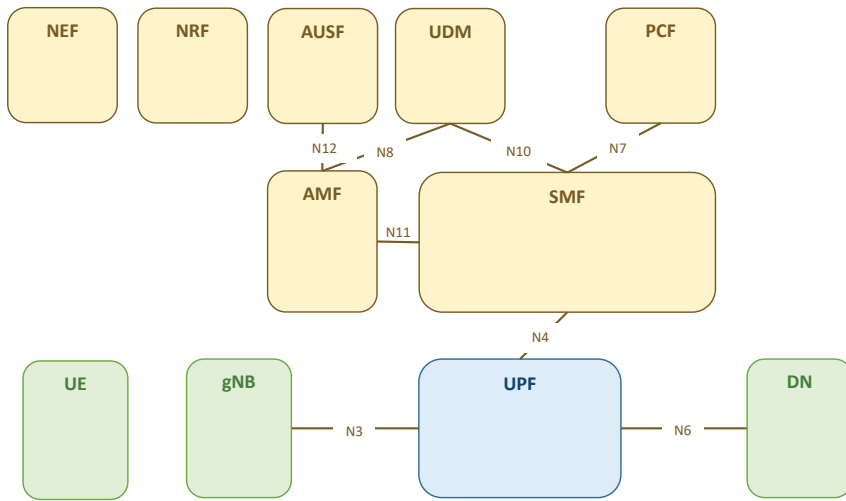 NEF
NRF
AUSF
UDM
PCF
N12
N8
N10
N7
AMF
SMF
N11
N4
UE
gNB
UPF
DN
N3
N6